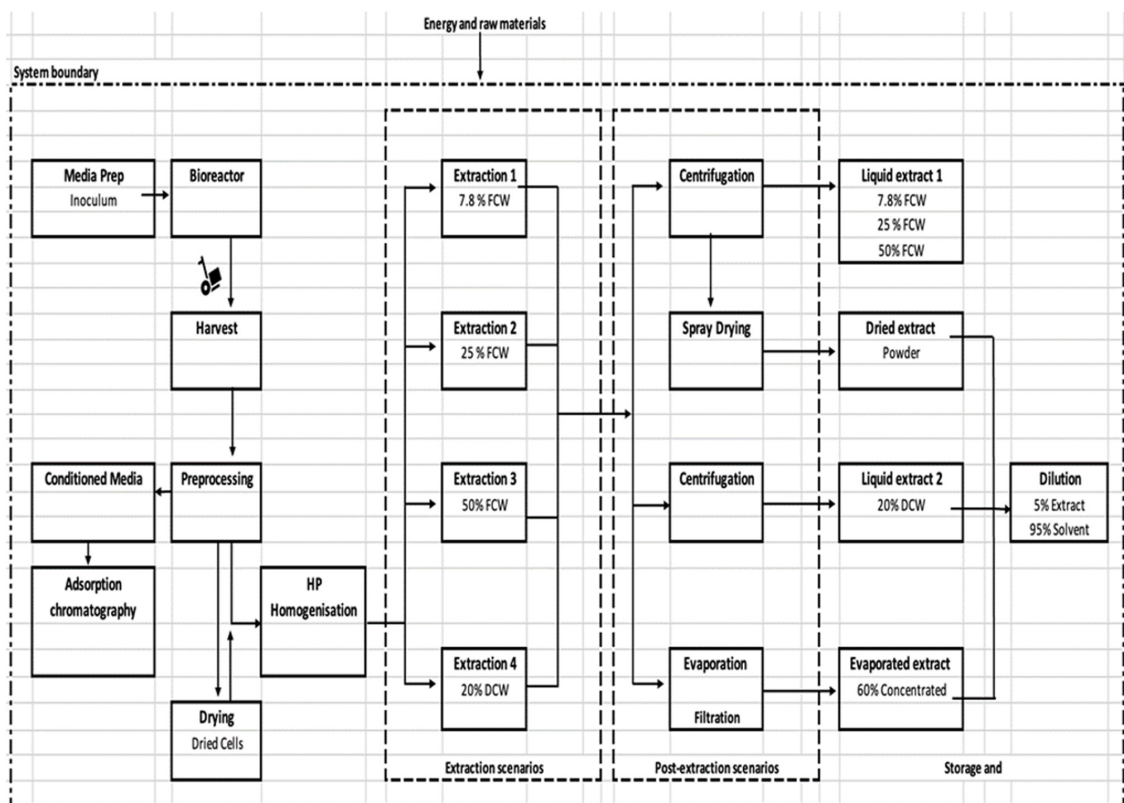 Energy and raw materials
System boundary
Media Prep
Inoculum
Bioreactor
Harvest
Conditioned Media
Preprocessing
Adsorption
chromatography
HP
Homogenisation
Drying
Dried Cells
Extraction 1
7.8 % FCW
Extraction 2
25 % FCW
Extraction 3
50% FCW
Extraction 4
20% DCW
Extraction scenarios
Centrifugation
Spray Drying
Centrifugation
Evaporation
Filtration
Post-extraction scenarios
Liquid extract 1
7.8% FCW
25 % FCW
50% FCW
Dried extract
Powder
Liquid extract 2
20% DCW
Evaporated extract
60% Concentrated
Dilution
5% Extract
95% Solvent
Storage and